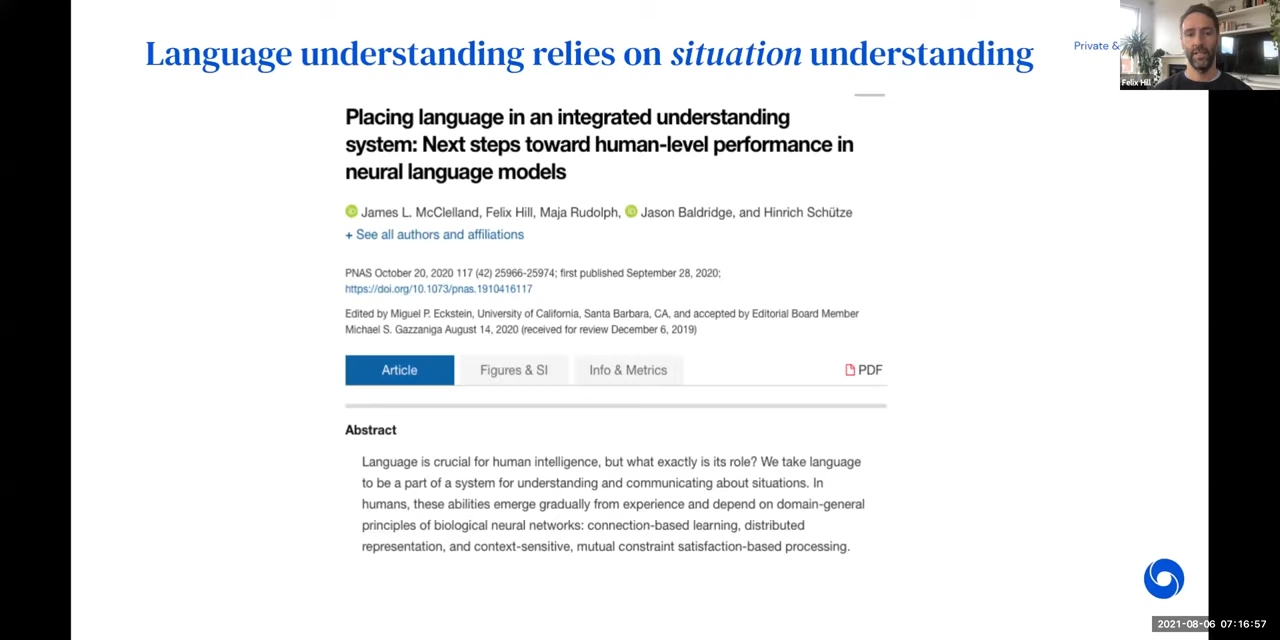 Language understanding relies on situation understanding
Private &
Felix Hill
Placing language in an integrated understanding
system: Next steps toward human-level performance in
neural language models
James L. McClelland, Felix Hill, Maja Rudolph, Jason Baldridge, and Hinrich Schütze
+ See all authors and affiliations
PNAS October 20, 2020 117 (42) 25966-25974; first published September 28, 2020;
https://doi.org/10.1073/pnas.1910416117
Edited by Miguel P. Eckstein, University of California, Santa Barbara, CA, and accepted by Editorial Board Member
Michael S. Gazzaniga August 14, 2020 (received for review December 6, 2019)
Article Figures & SI Info & Metrics PDF
Abstract
Language is crucial for human intelligence, but what exactly is its role? We take language
to be a part of a system for understanding and communicating about situations. In
humans, these abilities emerge gradually from experience and depend on domain-general
principles of biological neural networks: connection-based learning, distributed
representation, and context-sensitive, mutual constraint satisfaction-based processing.
2021-08-06 07:16:57